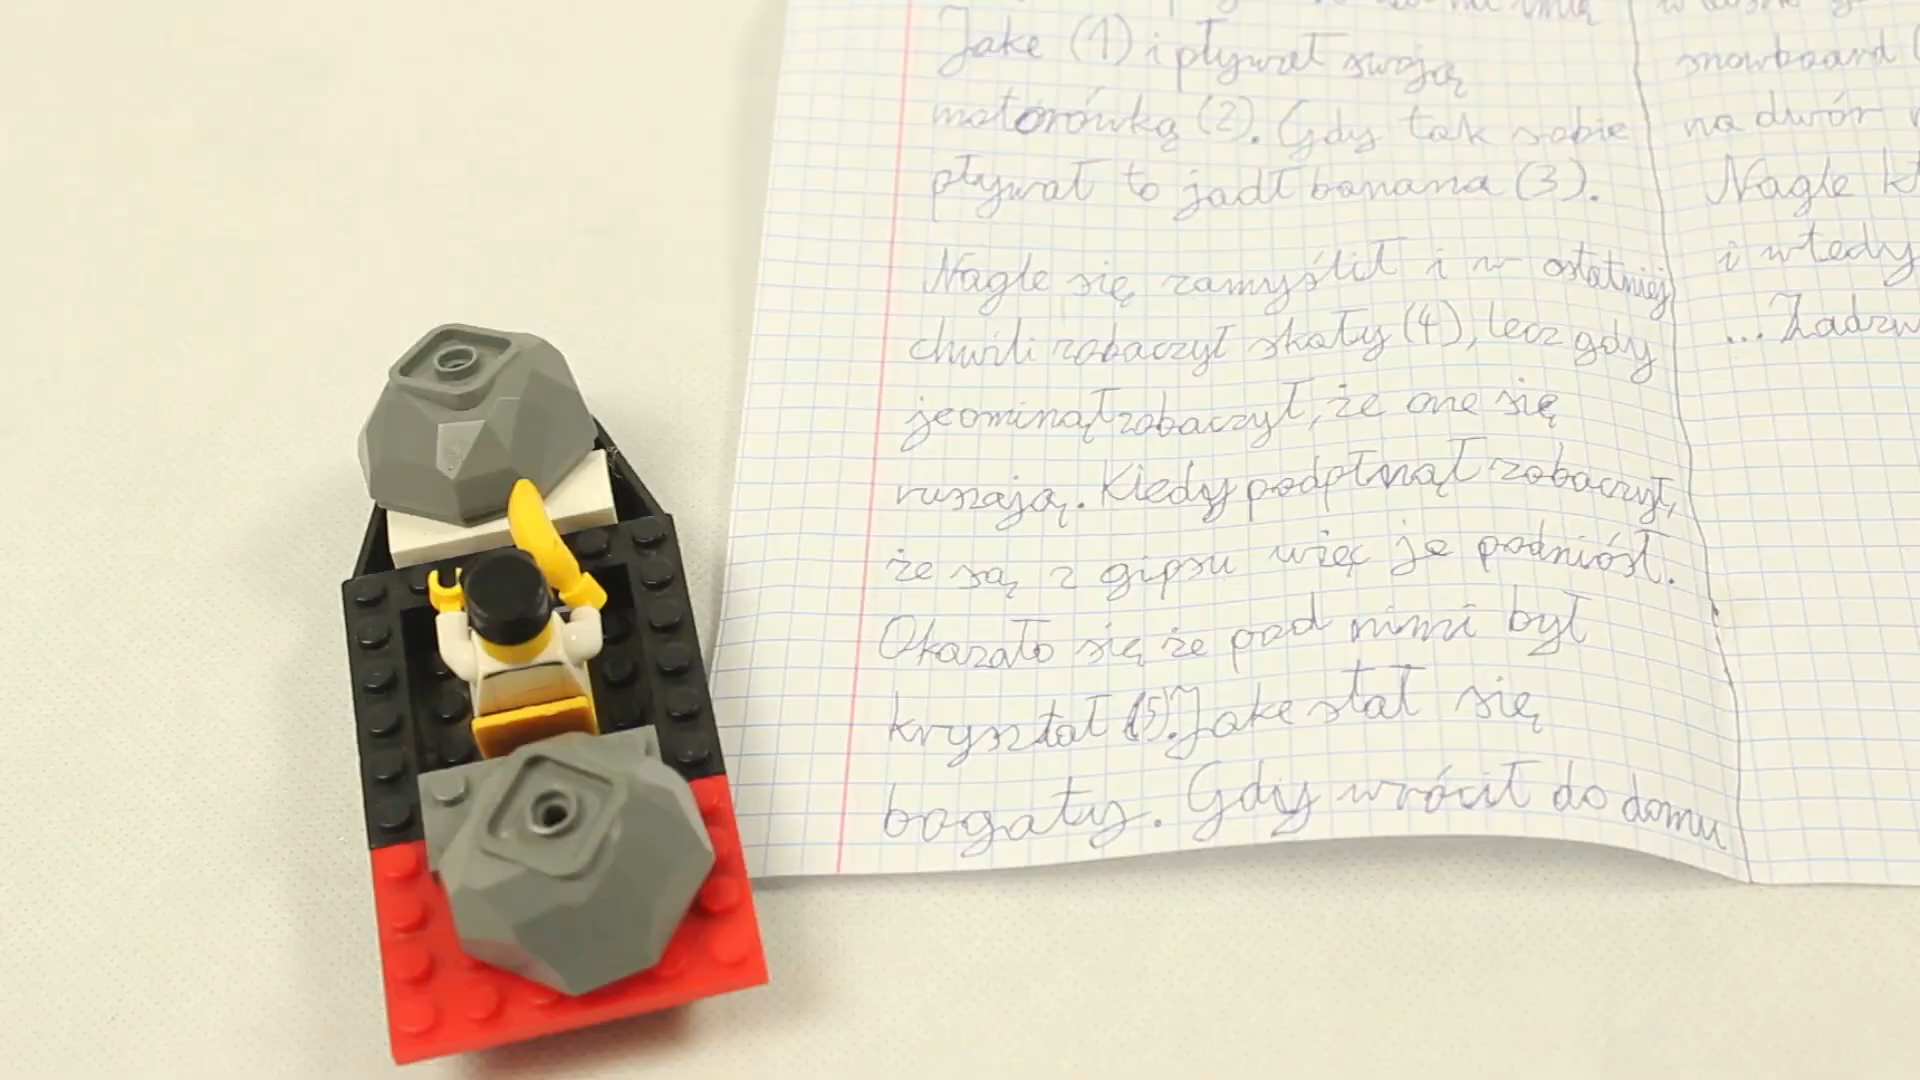 Jake (1) i pływał swoją
motorówką (2). Gdy tak sobie
pływał to jadł banana (3).
Nagle się zamyślił i w ostatniej
chwili zobaczył skały (4), lecz gdy
je ominął zobaczył, że one się
ruszają. Kiedy podpłnął zobaczył,
że są z gipsu więc je podniósł.
Okazało się że pod nimi był
kryształ (5). Jake stał się
bogaty. Gdy wrócił do domu
snowboard (
na dwór
Nagle
i wtedy
...